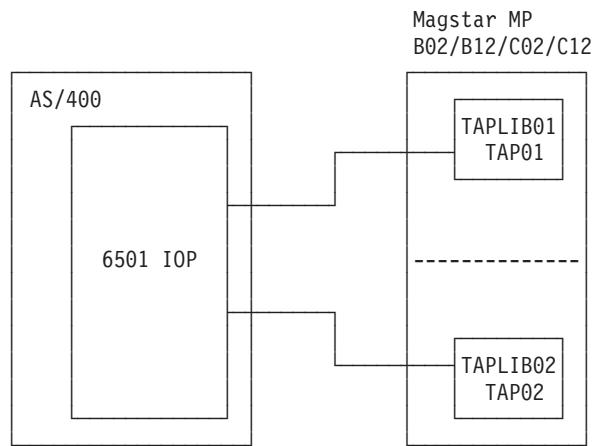 Magstar MP
B02/B12/C02/C12
AS/400
TAPLIB01
TAP01
6501 IOP
TAPLIB02
TAP02